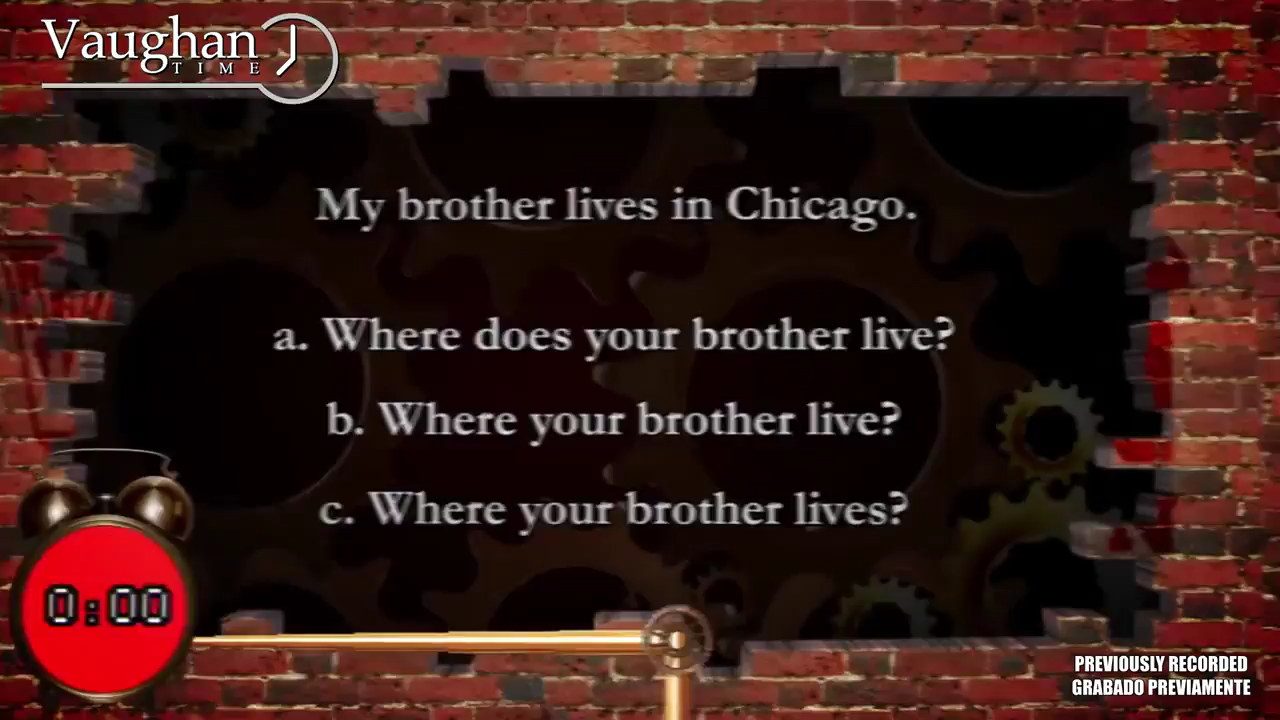 Vaughan
TIME
My brother lives in Chicago.
a. Where does your brother live?
b. Where your brother live?
c. Where your brother lives?
0:00
PREVIOUSLY RECORDED
GRABADO PREVIAMENTE